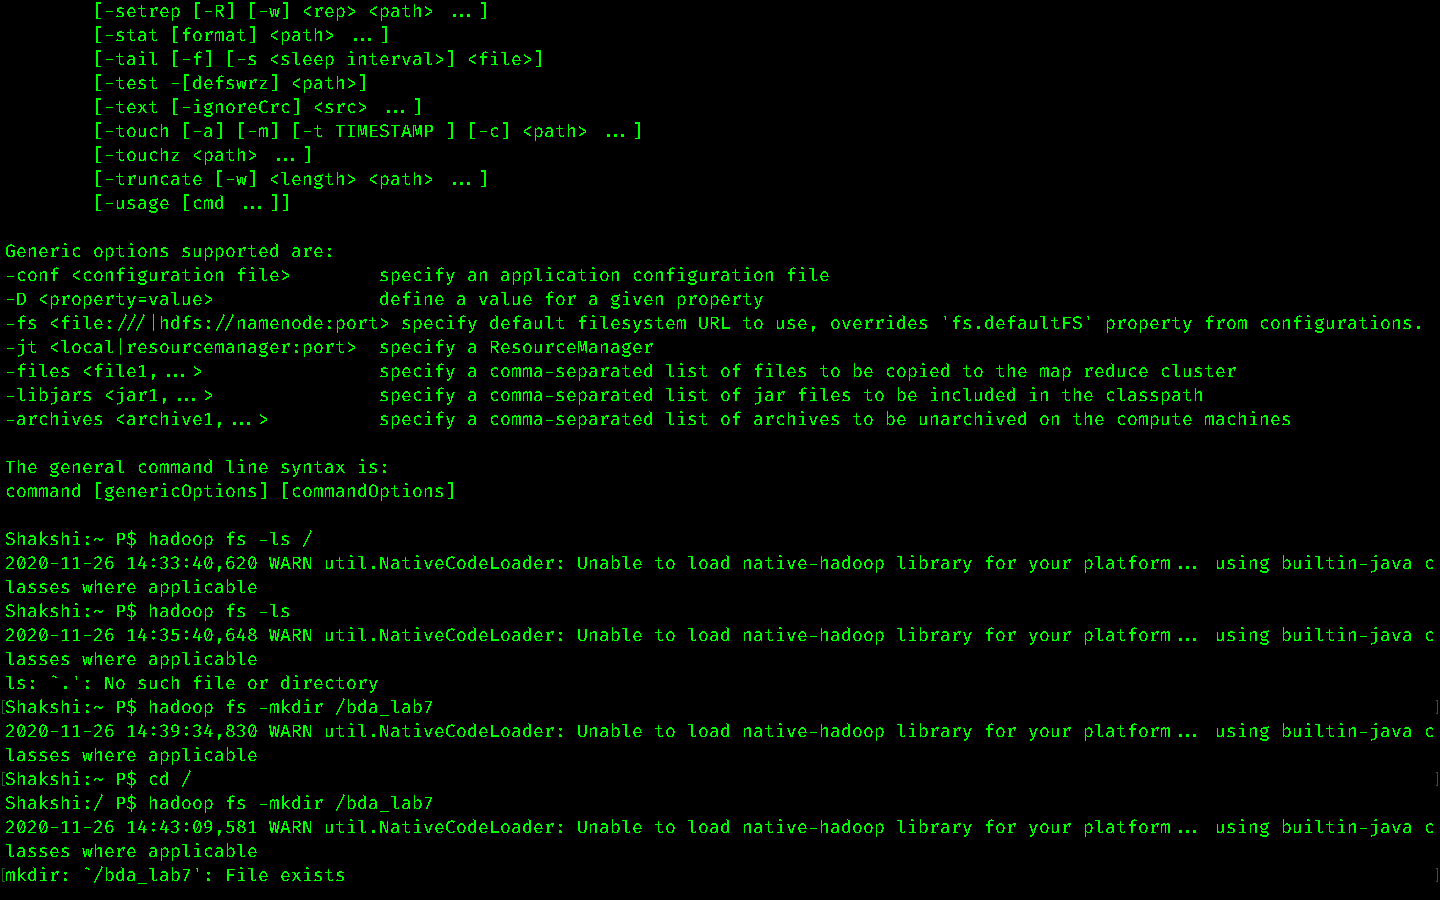 [-setrep [-R] [-w] <rep> <path> ...]
[-stat [format] <path> ...]
[-tail [-f] [-s <sleep interval>] <file>]
[-test -[defswrz] <path>]
[-text [-ignoreCrc] <src> ...]
[-touch [-a] [-m] [-t TIMESTAMP ] [-c] <path> ...]
[-touchz <path> ...]
[-truncate [-w] <length> <path> ...]
[-usage [cmd ...]]
Generic options supported are:
-conf <configuration file>        specify an application configuration file
-D <property=value>               define a value for a given property
-fs <file:///|hdfs://namenode:port> specify default filesystem URL to use, overrides 'fs.defaultFS' property from configurations.
-jt <local|resourcemanager:port>  specify a ResourceManager
-files <file1,...>                specify a comma-separated list of files to be copied to the map reduce cluster
-libjars <jar1,...>               specify a comma-separated list of jar files to be included in the classpath
-archives <archive1,...>          specify a comma-separated list of archives to be unarchived on the compute machines
The general command line syntax is:
command [genericOptions] [commandOptions]
Shakshi:~ P$ hadoop fs -ls /
2020-11-26 14:33:40,620 WARN util.NativeCodeLoader: Unable to load native-hadoop library for your platform... using builtin-java c
lasses where applicable
Shakshi:~ P$ hadoop fs -ls
2020-11-26 14:35:40,648 WARN util.NativeCodeLoader: Unable to load native-hadoop library for your platform... using builtin-java c
lasses where applicable
ls: `.': No such file or directory
Shakshi:~ P$ hadoop fs -mkdir /bda_lab7
2020-11-26 14:39:34,830 WARN util.NativeCodeLoader: Unable to load native-hadoop library for your platform... using builtin-java c
lasses where applicable
Shakshi:~ P$ cd /
Shakshi:/ P$ hadoop fs -mkdir /bda_lab7
2020-11-26 14:43:09,581 WARN util.NativeCodeLoader: Unable to load native-hadoop library for your platform... using builtin-java c
lasses where applicable
mkdir: `/bda_lab7': File exists